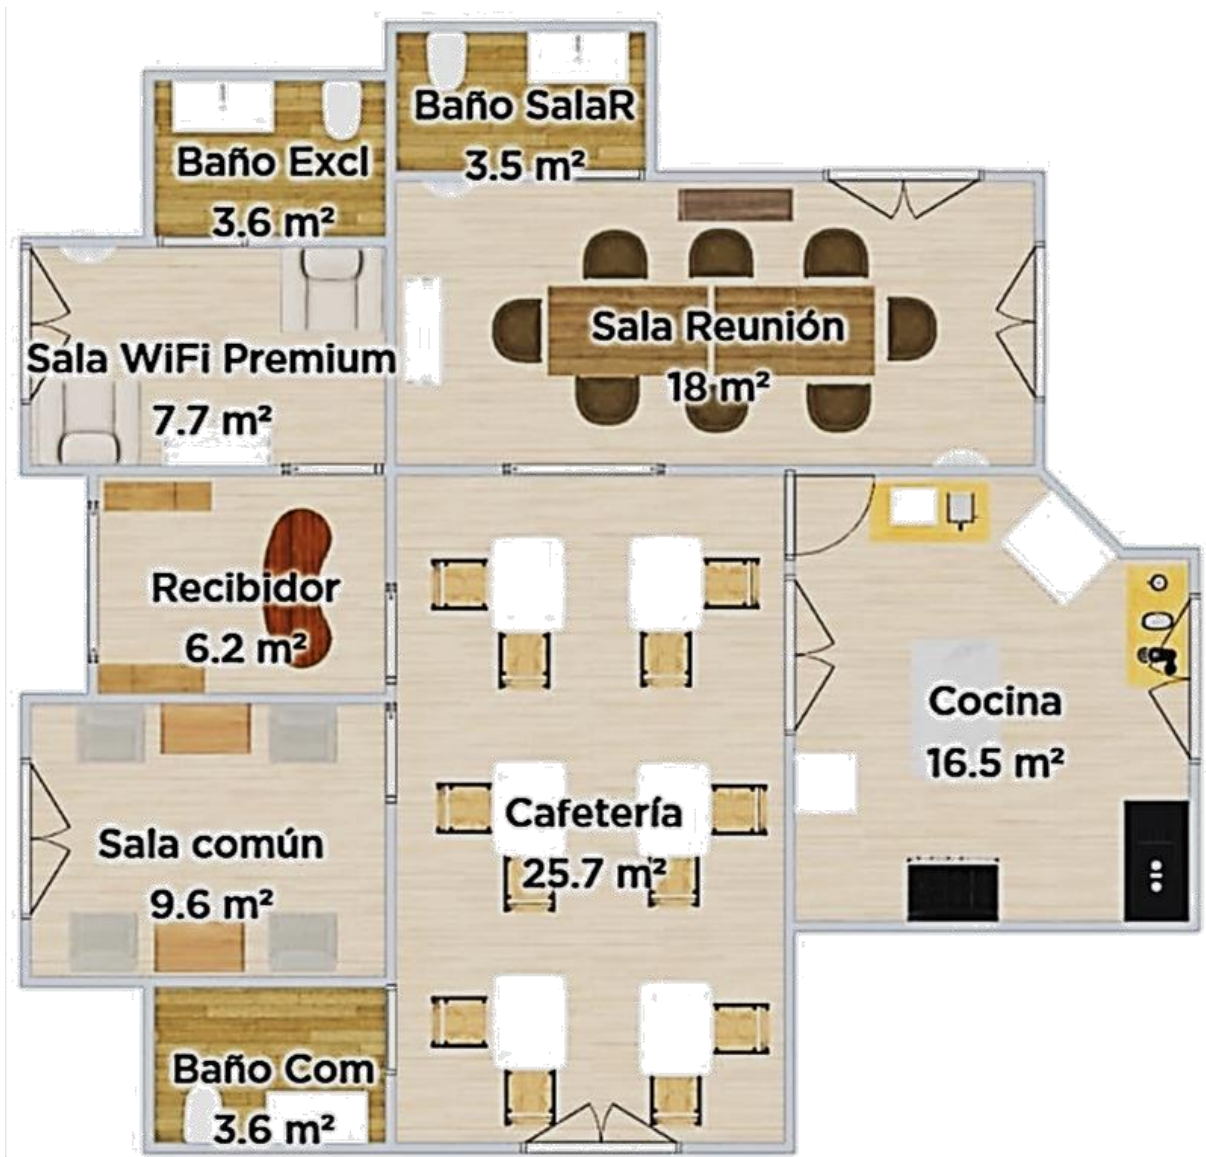 Baño SalaR
3.5 m²
Baño Excl
3.6 m²
Sala Reunión
18 m²
Sala WiFi Premium
7.7 m²
Recibidor
6.2 m²
Cocina
16.5 m²
Cafetería
25.7 m²
Sala común
9.6 m²
Baño Com
3.6 m²